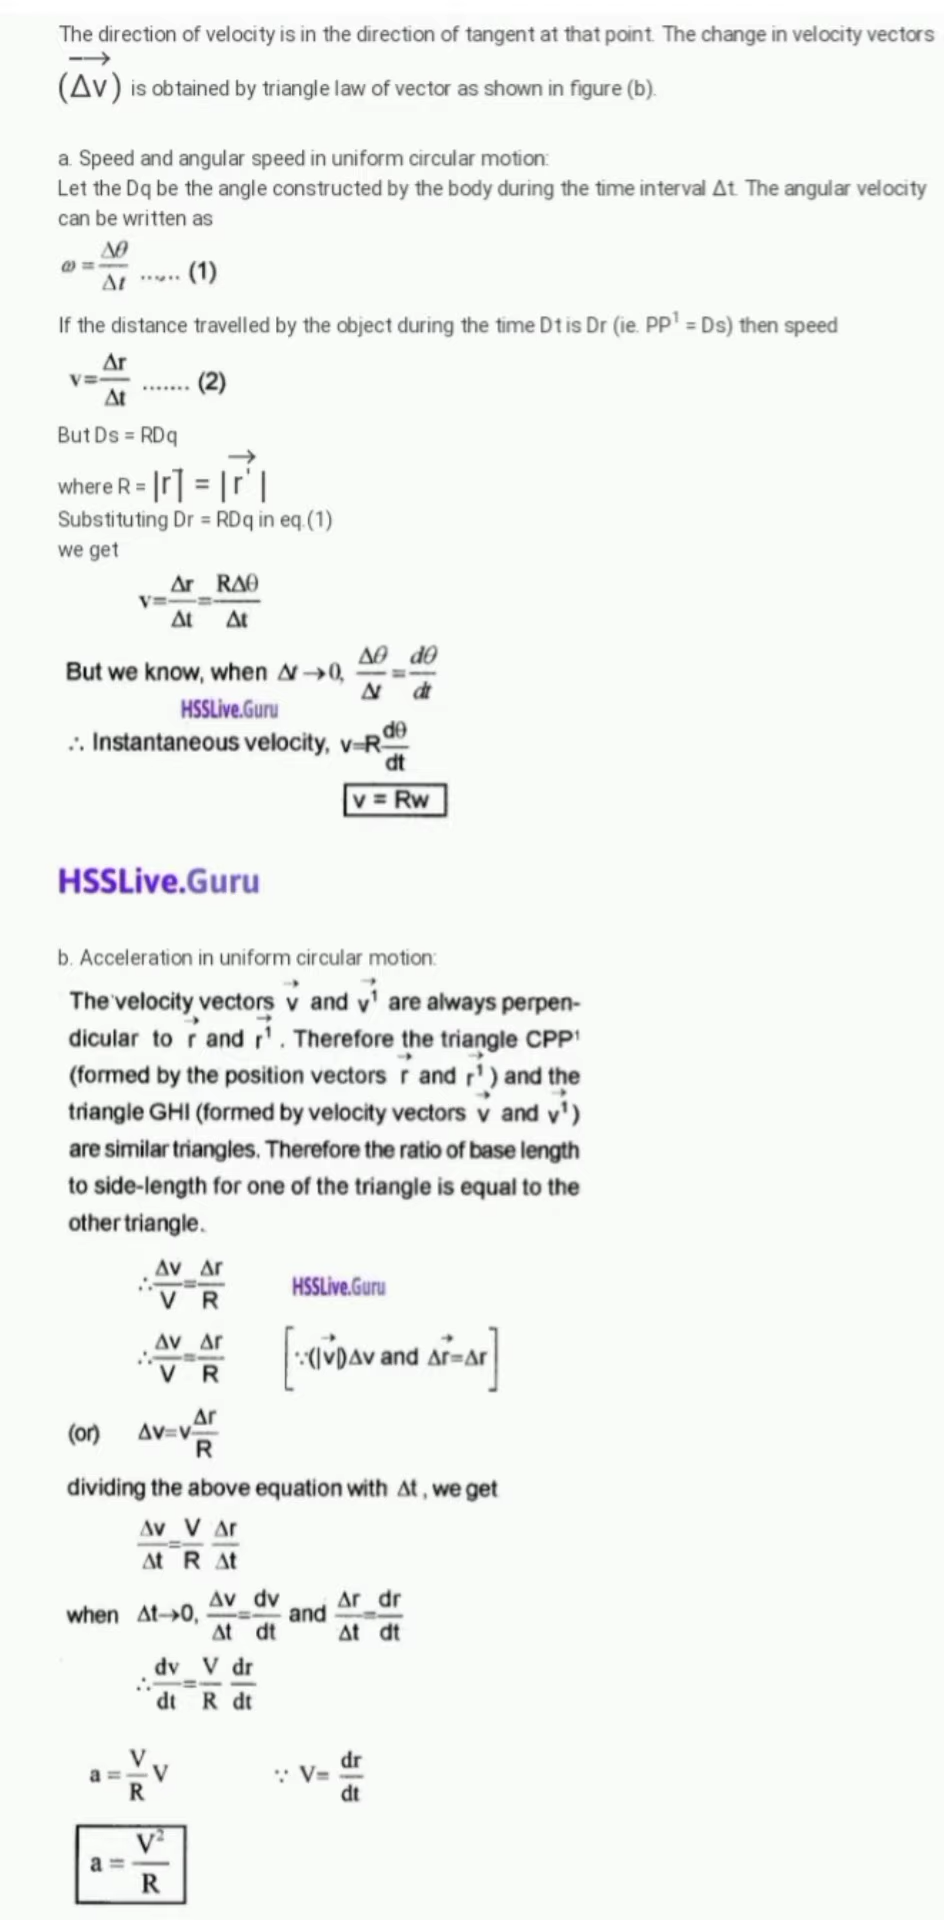 The direction of velocity is in the direction of tangent at that point. The change in velocity vectors
(Δv) is obtained by triangle law of vector as shown in figure (b).
a. Speed and angular speed in uniform circular motion:
Let the Dq be the angle constructed by the body during the time interval Δt. The angular velocity
can be written as
ω = Δθ/Δt ...... (1)
If the distance travelled by the object during the time Dt is Dr (ie. PP¹ = Ds) then speed
v = Δr/Δt ....... (2)
But Ds = RDq
where R = |r⃗| = |r⃗'|
Substituting Dr = RDq in eq.(1)
we get
v = Δr/Δt = RΔθ/Δt
But we know, when Δt →0, Δθ/Δt = dθ/dt
HSSLive.Guru
∴ Instantaneous velocity, v=R dθ/dt
v = Rw
HSSLive.Guru
b. Acceleration in uniform circular motion:
The velocity vectors v⃗ and v⃗¹ are always perpen-
dicular to r⃗ and r⃗¹. Therefore the triangle CPP¹
(formed by the position vectors r⃗ and r⃗¹) and the
triangle GHI (formed by velocity vectors v⃗ and v⃗¹)
are similar triangles. Therefore the ratio of base length
to side-length for one of the triangle is equal to the
other triangle.
∴ Δv/V = Δr/R HSSLive.Guru
∴ Δv/V = Δr/R [∵(|v⃗|)Δv and Δr⃗=Δr]
(or) Δv=v Δr/R
dividing the above equation with Δt, we get
Δv/Δt = V/R Δr/Δt
when Δt→0, Δv/Δt = dv/dt and Δr/Δt = dr/dt
∴ dv/dt = V/R dr/dt
a = V/R V ∵ V= dr/dt
a = V²/R